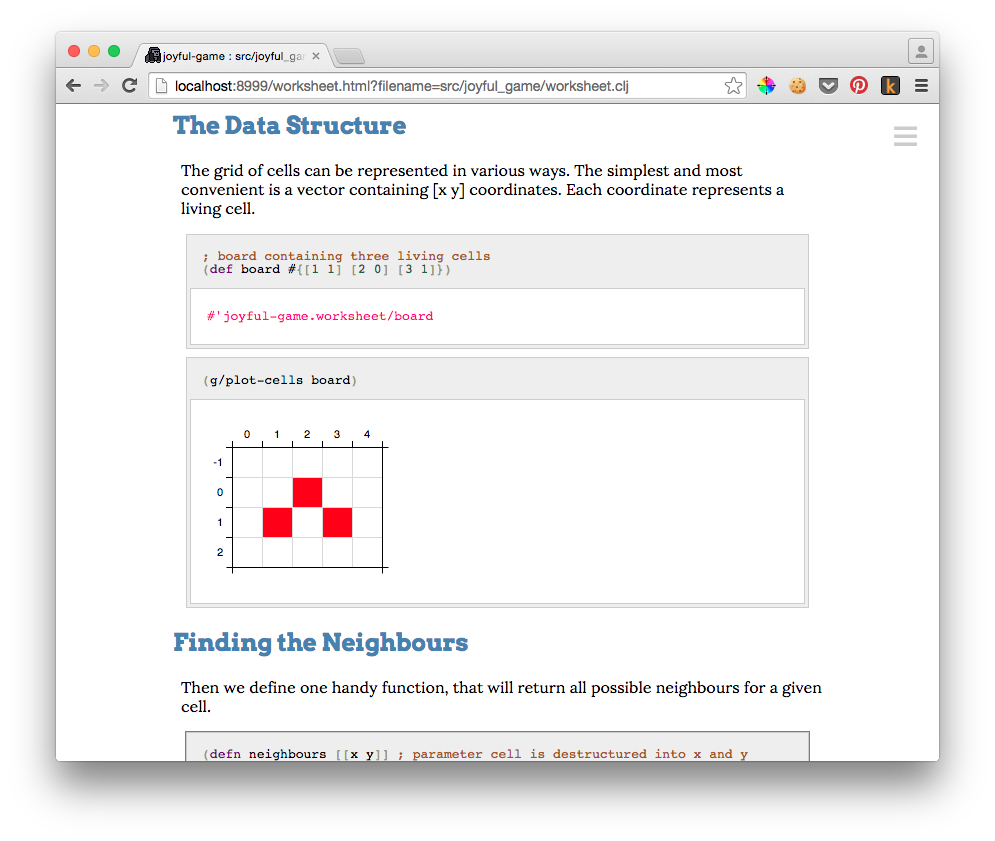 joyful-game : src/joyful_gar
localhost:8999/worksheet.html?filename=src/joyful_game/worksheet.clj
k
The Data Structure
The grid of cells can be represented in various ways. The simplest and most
convenient is a vector containing [x y] coordinates. Each coordinate represents a
living cell.
; board containing three living cells
(def board #{[1 1] [2 0] [3 1]})
#'joyful-game.worksheet/board
(g/plot-cells board)
0 1 2 3 4
-1
0
1
2
Finding the Neighbours
Then we define one handy function, that will return all possible neighbours for a given
cell.
(defn neighbours [[x y]] ; parameter cell is destructured into x and y